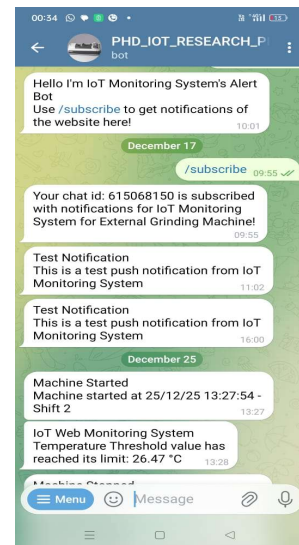 00:34
PHD_IOT_RESEARCH_P
bot
Hello I'm IoT Monitoring System's Alert
Bot
Use /subscribe to get notifications of
the website here!
10:01
December 17
/subscribe 09:55
Your chat id: 615068150 is subscribed
with notifications for IoT Monitoring
System for External Grinding Machine!
09:55
Test Notification
This is a test push notification from IoT
Monitoring System
11:02
Test Notification
This is a test push notification from IoT
Monitoring System
16:00
December 25
Machine Started
Machine started at 25/12/25 13:27:54 -
Shift 2
13:27
IoT Web Monitoring System
Temperature Threshold value has
reached its limit: 26.47 °C
13:28
Machine Stopped
Menu
Message